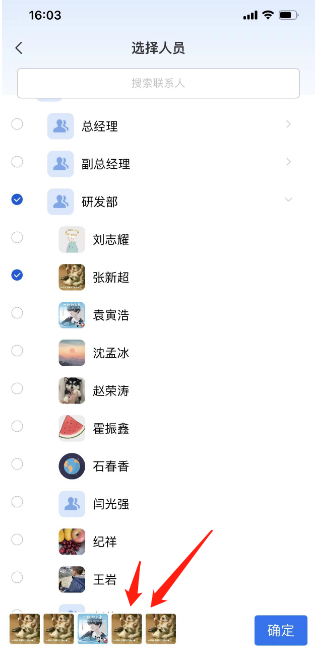 16:03
选择人员
搜索联系人
总经理
副总经理
研发部
刘志耀
张新超
袁寅浩
沈孟冰
赵荣涛
霍振鑫
石春香
闫光强
纪祥
王岩
确定